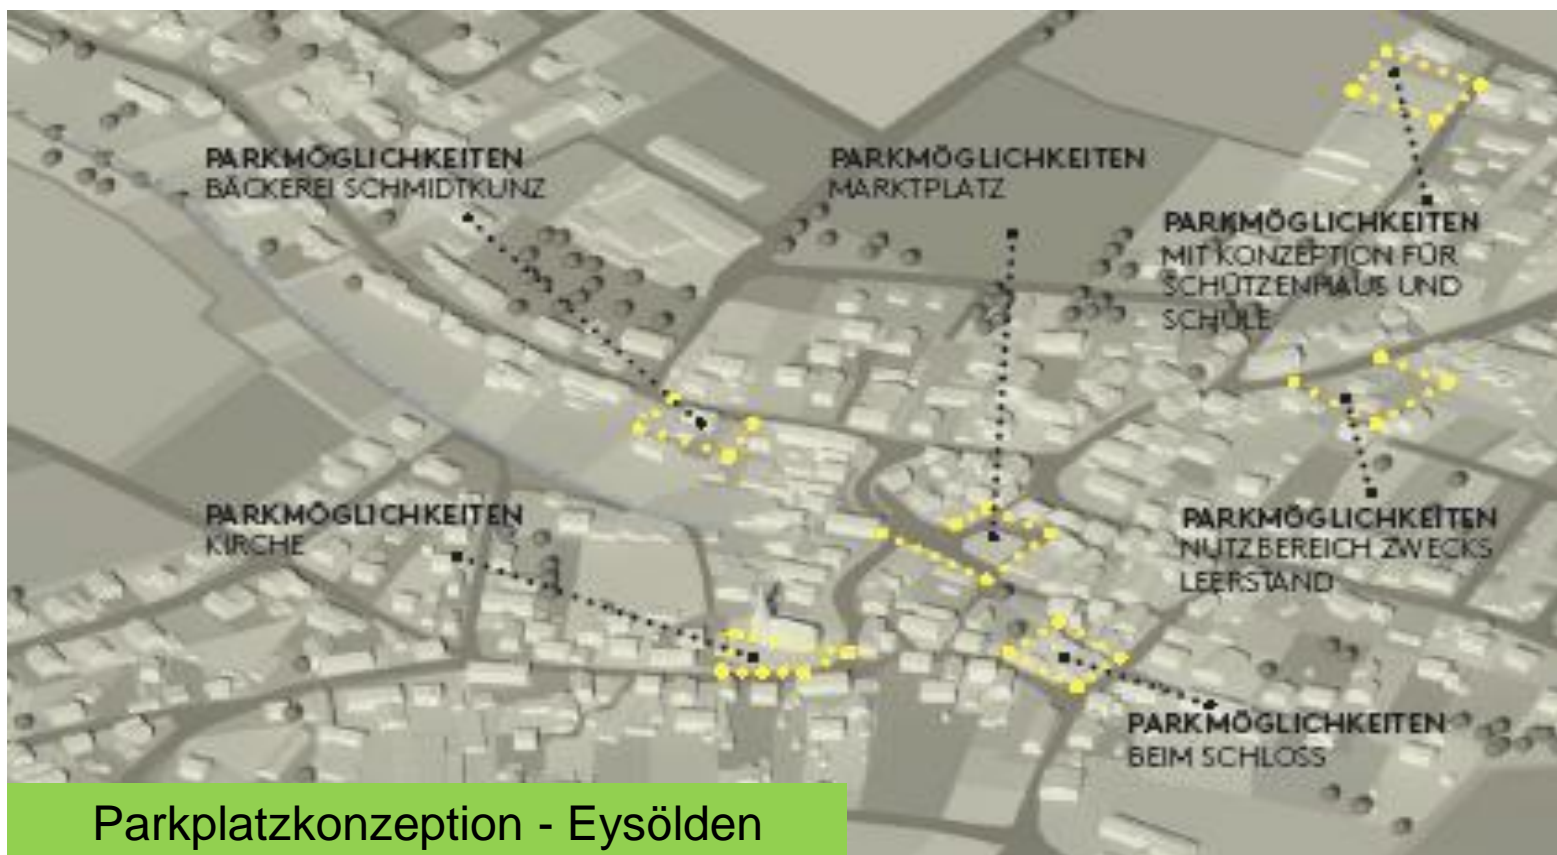 PARKMÖGLICHKEITEN
BÄCKEREI SCHMIDTKUNZ
PARKMÖGLICHKEITEN
MARKTPLATZ
PARKMÖGLICHKEITEN
MIT KONZEPTION FÜR
SCHÜTZENHAUS UND
SCHULE
PARKMÖGLICHKEITEN
KIRCHE
PARKMÖGLICHKEITEN
NUTZBEREICH ZWECKS
LEERSTAND
PARKMÖGLICHKEITEN
BEIM SCHLOSS
Parkplatzkonzeption - Eysölden